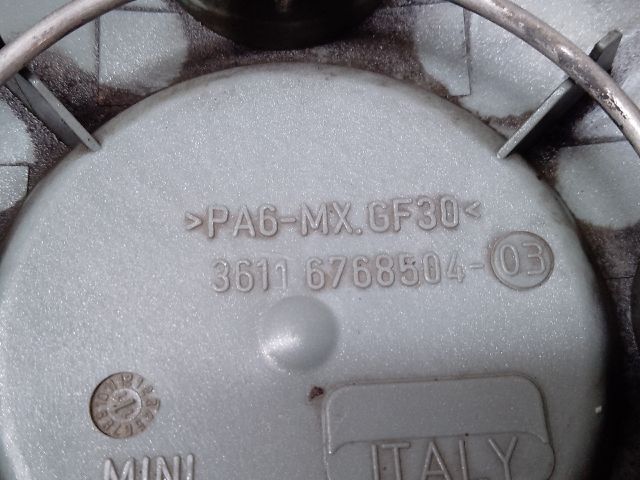 >PA6-MX.GF30<
3611 6768504-03
MINI
ITALY